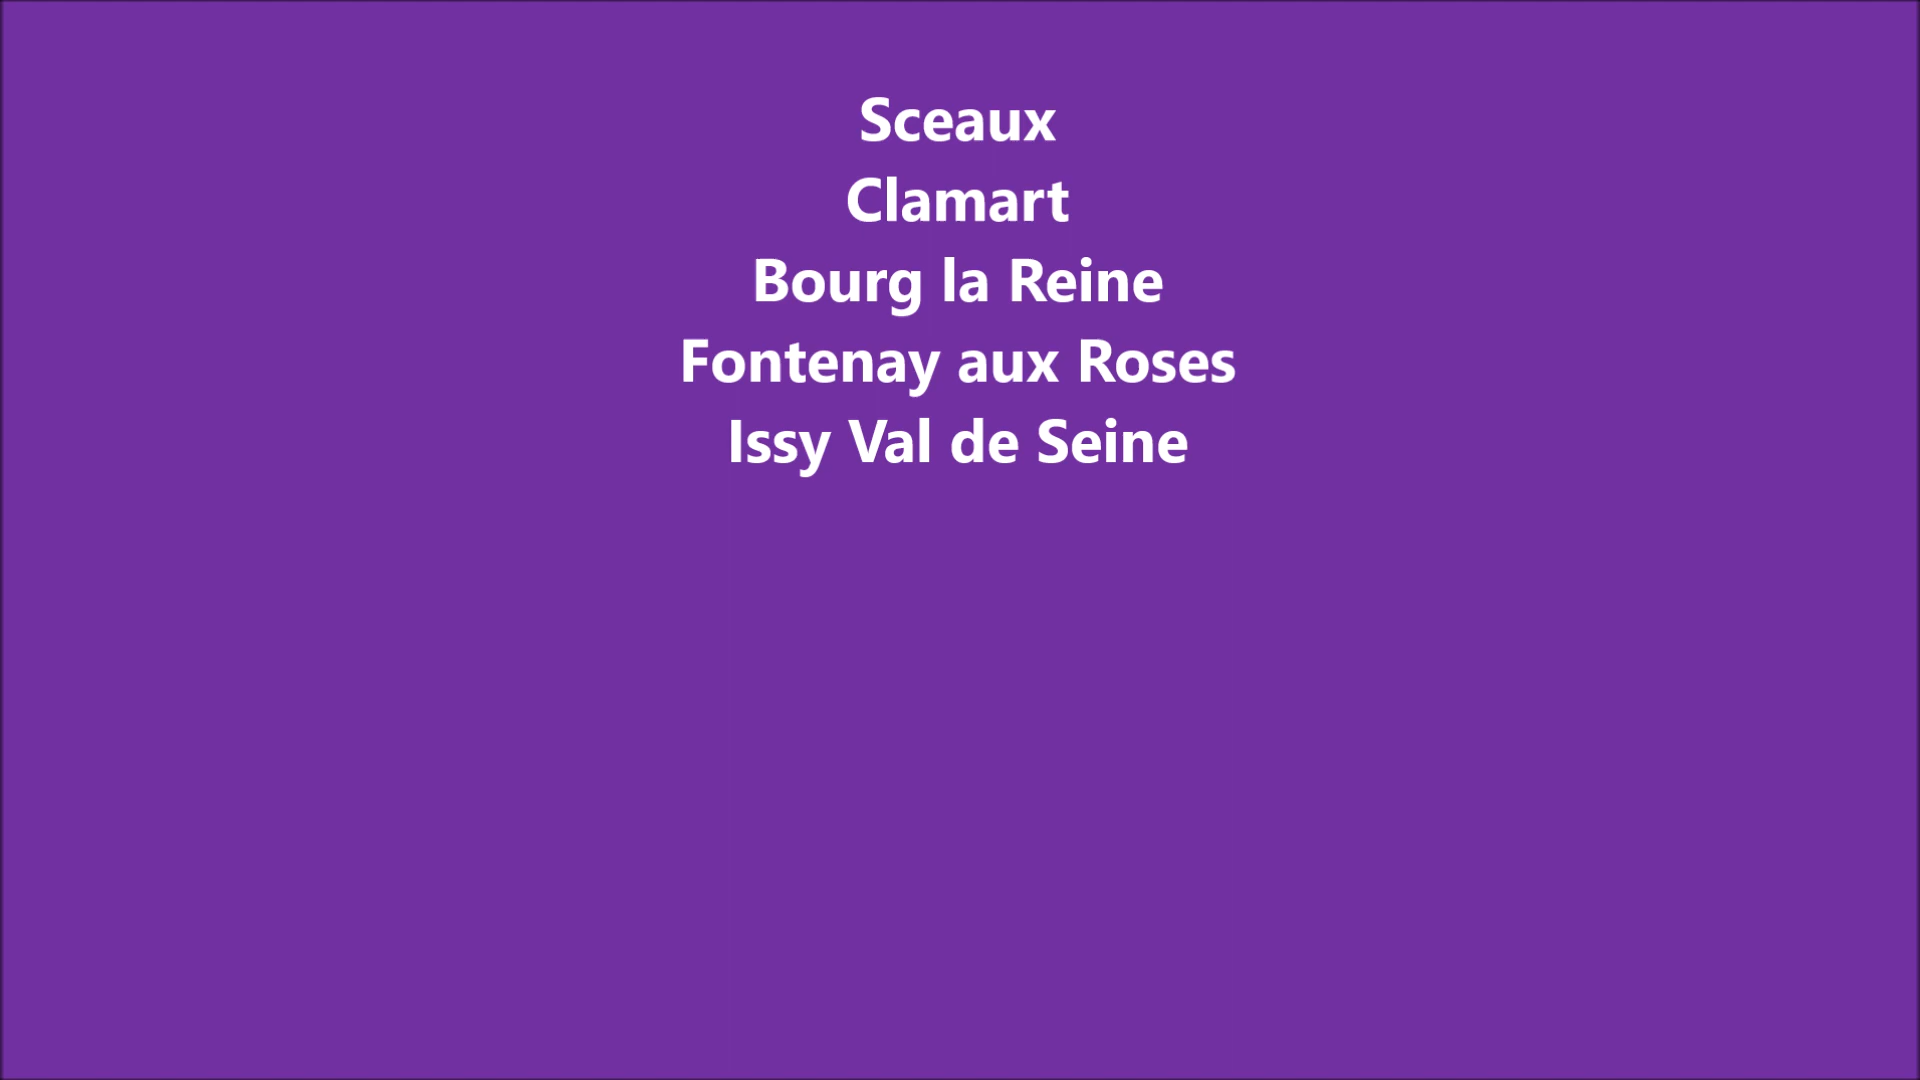 Sceaux
Clamart
Bourg la Reine
Fontenay aux Roses
Issy Val de Seine